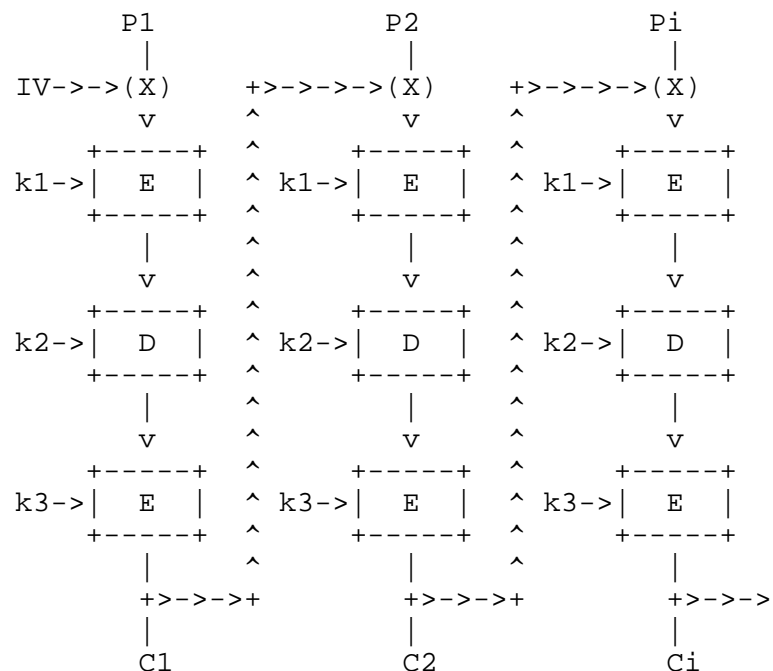 P1                 P2                 Pi
         |                  |                  |
 IV->->(X)    +>->->->(X)    +>->->->(X)
         v      ^           v      ^           v
      +-----+   ^        +-----+   ^        +-----+
 k1->|  E  |   ^   k1->|  E  |   ^   k1->|  E  |
      +-----+   ^        +-----+   ^        +-----+
         |      ^           |      ^           |
         v      ^           v      ^           v
      +-----+   ^        +-----+   ^        +-----+
 k2->|  D  |   ^   k2->|  D  |   ^   k2->|  D  |
      +-----+   ^        +-----+   ^        +-----+
         |      ^           |      ^           |
         v      ^           v      ^           v
      +-----+   ^        +-----+   ^        +-----+
 k3->|  E  |   ^   k3->|  E  |   ^   k3->|  E  |
      +-----+   ^        +-----+   ^        +-----+
         |      ^           |      ^           |
         +>->->+            +>->->+            +>->->
         |                  |                  |
        C1                 C2                 Ci